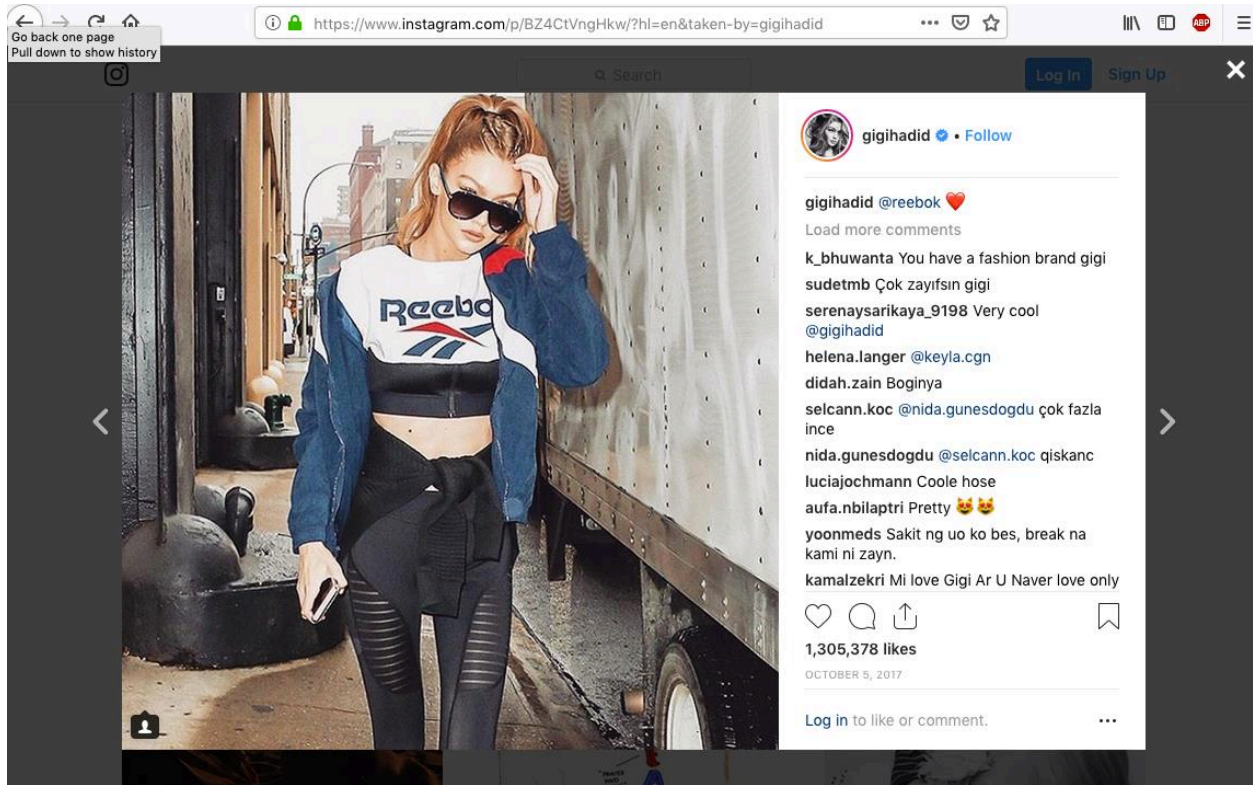 https://www.instagram.com/p/BZ4CtVngHkw/?hl=en&taken-by=gigihadid
ABP
Go back one page
Pull down to show history
Search
Log In
Sign Up
Reebo
gigihadid • Follow
gigihadid @reebok ❤️
Load more comments
k_bhuwanta You have a fashion brand gigi
sudetmb Çok zayıfsın gigi
serenaysarikaya_9198 Very cool
@gigihadid
helena.langer @keyla.cgn
didah.zain Boginya
selcann.koc @nida.gunesdogdu çok fazla
ince
nida.gunesdogdu @selcann.koc qiskanc
luciajochmann Coole hose
aufa.nbilaptri Pretty 😻😻
yoonmeds Sakit ng uo ko bes, break na
kami ni zayn.
kamalzekri Mi love Gigi Ar U Naver love only
1,305,378 likes
OCTOBER 5, 2017
Log in to like or comment.